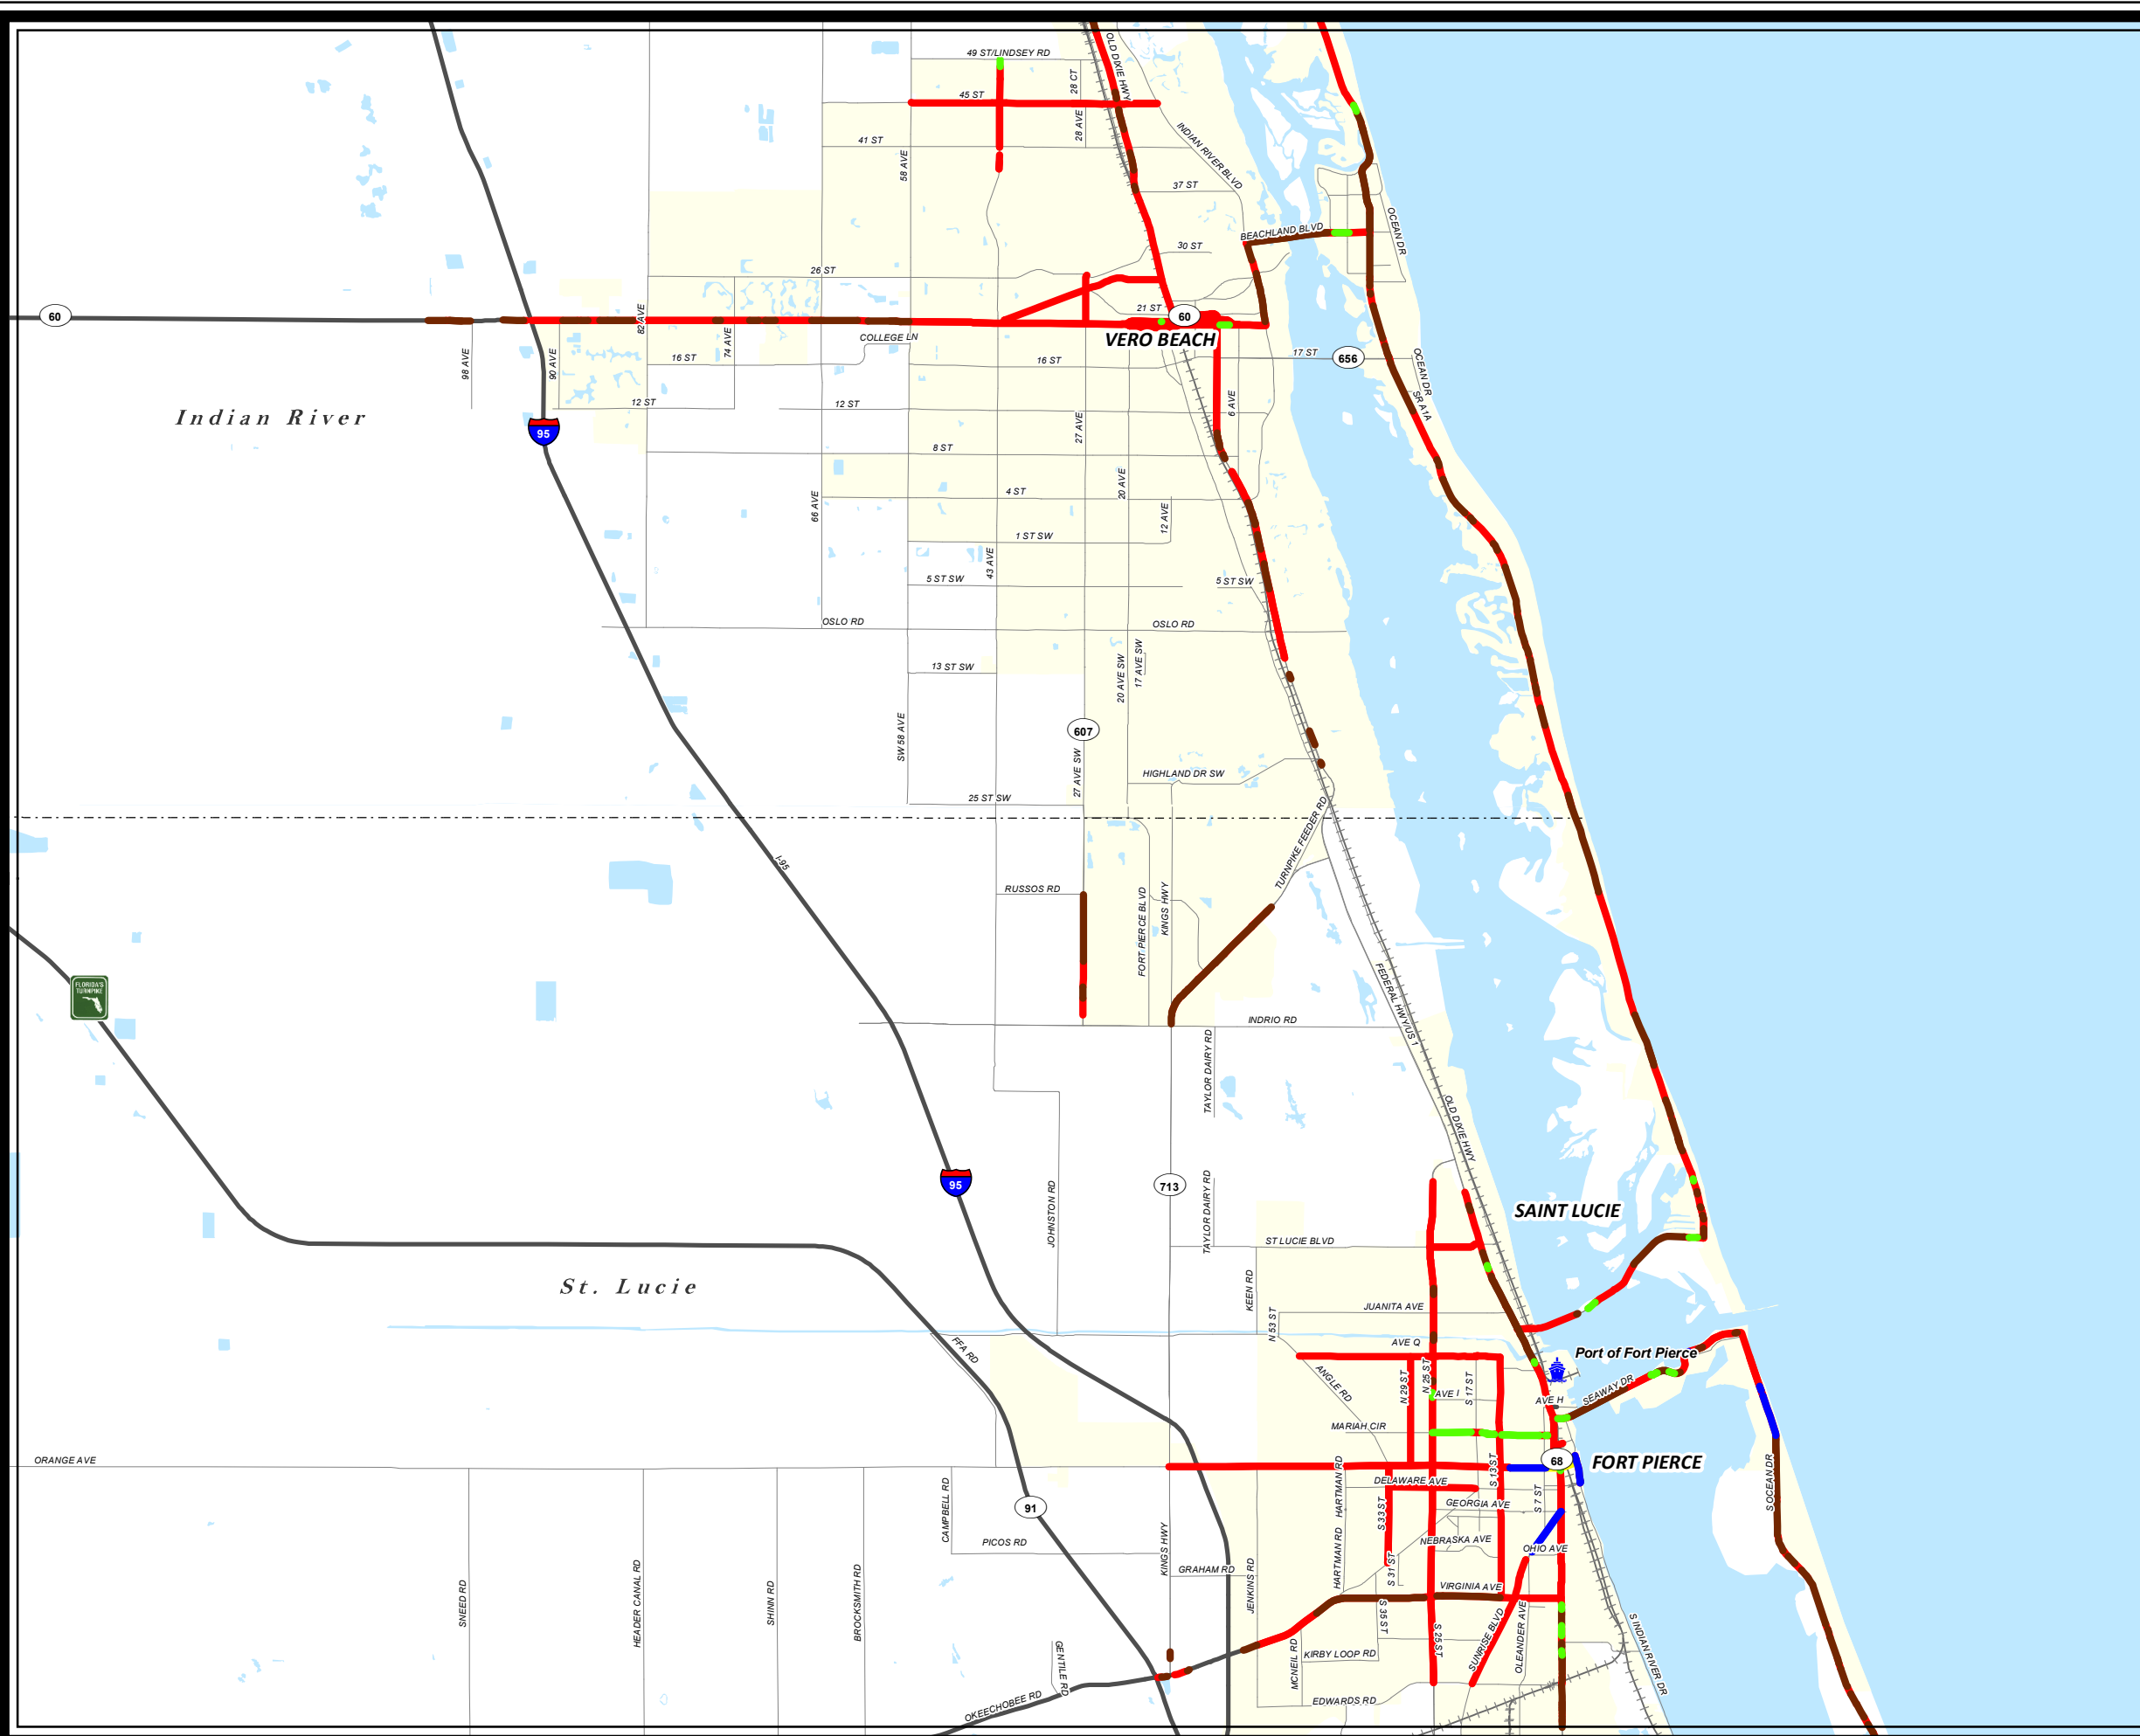 49 ST/LINDSEY RD
OLD DIXIE HWY
28 CT
45 ST
28 AVE
INDIAN RIVER BLVD
41 ST
58 AVE
37 ST
OCEAN DR
BEACHLAND BLVD
30 ST
26 ST
60
82 AVE
21 ST
60
VERO BEACH
74 AVE
COLLEGE LN
98 AVE
90 AVE
16 ST
16 ST
17 ST
656
OCEAN DR
SR A1A
12 ST
12 ST
6 AVE
Indian River
95
27 AVE
8 ST
20 AVE
4 ST
66 AVE
12 AVE
1 ST SW
43 AVE
5 ST SW
5 ST SW
OSLO RD
OSLO RD
13 ST SW
20 AVE SW
17 AVE SW
SW 58 AVE
607
27 AVE SW
HIGHLAND DR SW
25 ST SW
TURNPIKE FEEDER RD
I-95
RUSSOS RD
FORT PIERCE BLVD
KINGS HWY
FLORIDA'S
TURNPIKE
FEDERAL HWY/US 1
INDRIO RD
TAYLOR DAIRY RD
OLD DIXIE HWY
95
713
JOHNSTON RD
TAYLOR DAIRY RD
SAINT LUCIE
ST LUCIE BLVD
St. Lucie
KEEN RD
N 53 ST
JUANITA AVE
FFA RD
AVE Q
Port of Fort Pierce
ANGLE RD
N 29 ST
N 25 ST
S 17 ST
AVE I
SEAWAY DR
AVE H
MARIAH CIR
ORANGE AVE
68
FORT PIERCE
HARTMAN RD
DELAWARE AVE
S 13 ST
S OCEAN DR
CAMPBELL RD
91
S 33 ST
GEORGIA AVE
S 7 ST
PICOS RD
KINGS HWY
NEBRASKA AVE
OHIO AVE
GRAHAM RD
HARTMAN RD
S 31 ST
JENKINS RD
VIRGINIA AVE
SNEED RD
HEADER CANAL RD
SHINN RD
BROCKSMITH RD
S 35 ST
S 25 ST
SUNRISE BLVD
OLEANDER AVE
S INDIAN RIVER DR
GENTILE RD
MCNEIL RD
KIRBY LOOP RD
OKEECHOBEE RD
EDWARDS RD